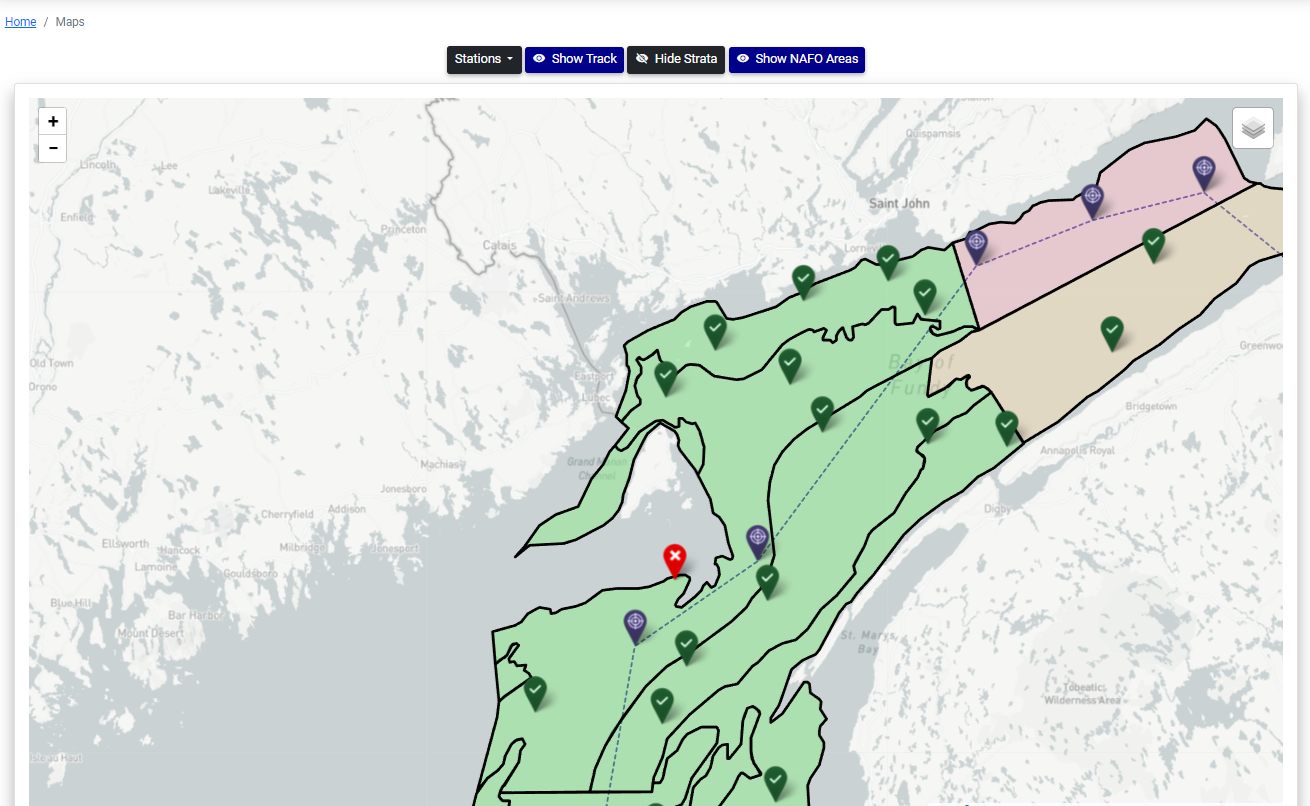 Home / Maps
Stations Show Track Hide Strata Show NAFO Areas
+
−
Quispamsis
Lincoln
Lee
Lakeville
Enfield
Princeton
Saint John
Calais
Lorneville
Saint Andrews
Bay of
Fundy
Greenwoo
Old Town
Orono
Eastport
Lubec
Bridgetown
Annapolis Royal
Machias
Grand Manan
Channel
Jonesboro
Digby
Cherryfield
Addison
Ellsworth
Hancock
Milbridge
Jonesport
Lamoine
Gouldsboro
Blue Hill
Bar Harbor
Mount Desert
St. Marys
Bay
Tobeatic
Wilderness Area
Isle au Haut